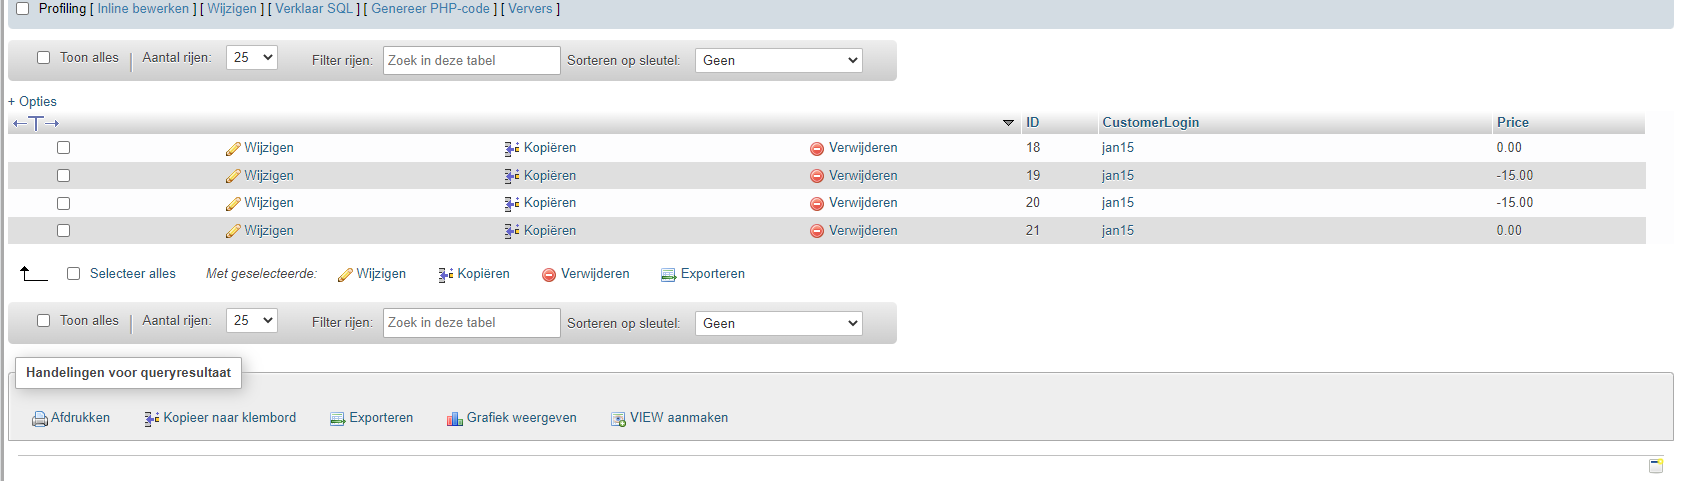 Profiling [ Inline bewerken ] [ Wijzigen ] [ Verklaar SQL ] [ Genereer PHP-code ] [ Ververs ]
Toon alles | Aantal rijen: 25 Filter rijen: Zoek in deze tabel Sorteren op sleutel: Geen
+ Opties
←T→ ID CustomerLogin Price
Wijzigen Kopiëren Verwijderen 18 jan15 0.00
Wijzigen Kopiëren Verwijderen 19 jan15 -15.00
Wijzigen Kopiëren Verwijderen 20 jan15 -15.00
Wijzigen Kopiëren Verwijderen 21 jan15 0.00
Selecteer alles Met geselecteerde: Wijzigen Kopiëren Verwijderen Exporteren
Toon alles | Aantal rijen: 25 Filter rijen: Zoek in deze tabel Sorteren op sleutel: Geen
Handelingen voor queryresultaat
Afdrukken Kopieer naar klembord Exporteren Grafiek weergeven VIEW aanmaken